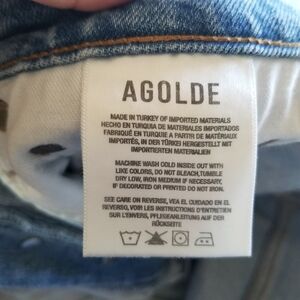 AGOLDE
MADE IN TURKEY OF IMPORTED MATERIALS
HECHO EN TURQUIA DE MATERIALES IMPORTADOS
FABRIQUÉ EN TURQUIE A PARTIR DE MATÉRIAUX
IMPORTÉS, IN DER TÜRKEI HERGESTELLT MIT
IMPORTIERTEN MATERIALIEN
MACHINE WASH COLD INSIDE OUT WITH
LIKE COLORS, DO NOT BLEACH,TUMBLE
DRY LOW, IRON MEDIUM IF NECESSARY.
IF DECORATED OR PRINTED DO NOT IRON.
SEE CARE ON REVERSE, VEA EL CUIDADO EN EL
REVERSO, VOIR LES INSTRUCTIONS D'ENTRETIEN
SUR L'ENVERS, PFLEGEANLEITUNG AUF DER
RÜCKSEITE